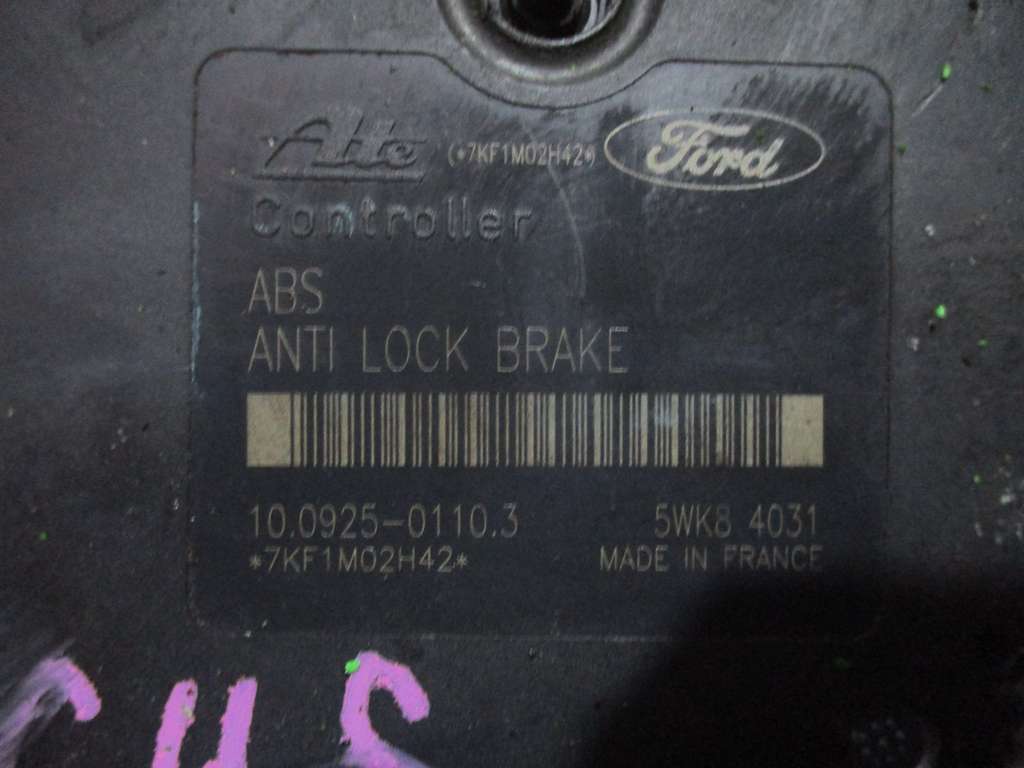 Ate (*7KF1M02H42*) Ford
Controller
ABS
ANTI LOCK BRAKE
10.0925-0110.3 5WK8 4031
*7KF1M02H42* MADE IN FRANCE